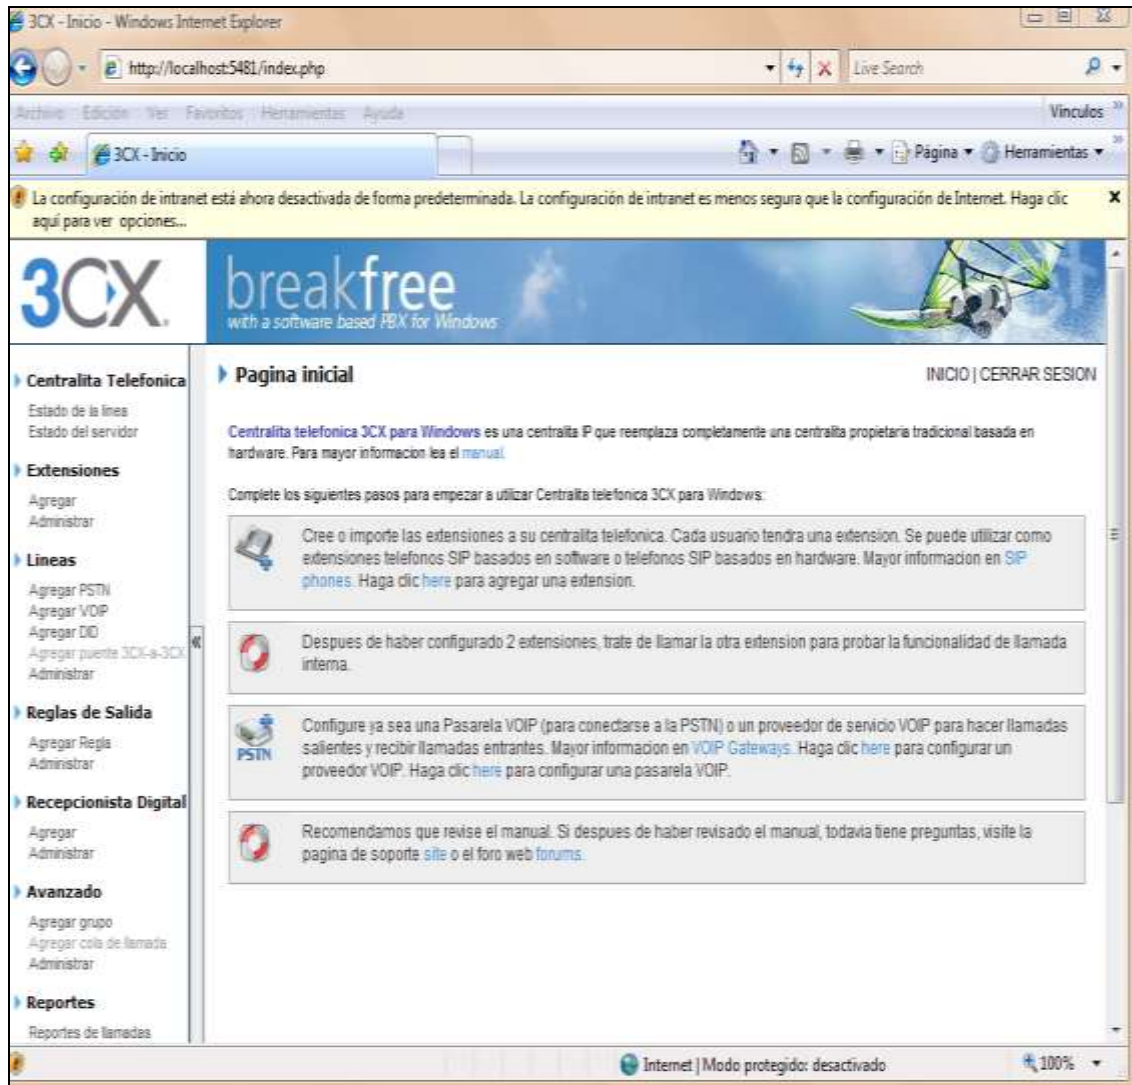 3CX - Inicio - Windows Internet Explorer
http://localhost:5481/index.php
Live Search
Archivo Edición Ver Favoritos Herramientas Ayuda
Vínculos
3CX - Inicio
Página
Herramientas
La configuración de intranet está ahora desactivada de forma predeterminada. La configuración de intranet es menos segura que la configuración de Internet. Haga clic
aquí para ver opciones...
3CX
breakfree
with a software based PBX for Windows
Centralita Telefonica
Estado de la linea
Estado del servidor
Extensiones
Agregar
Administrar
Lineas
Agregar PSTN
Agregar VOIP
Agregar DID
Agregar puente 3CX-a-3CX
Administrar
Reglas de Salida
Agregar Regla
Administrar
Recepcionista Digital
Agregar
Administrar
Avanzado
Agregar grupo
Agregar cola de llamada
Administrar
Reportes
Reportes de llamadas
Pagina inicial
INICIO | CERRAR SESION
Centralita telefonica 3CX para Windows es una centralita IP que reemplaza completamente una centralita propietaria tradicional basada en
hardware. Para mayor informacion lea el manual.
Complete los siguientes pasos para empezar a utilizar Centralita telefonica 3CX para Windows:
Cree o importe las extensiones a su centralita telefonica. Cada usuario tendra una extension. Se puede utilizar como
extensiones telefonos SIP basados en software o telefonos SIP basados en hardware. Mayor informacion en SIP
phones. Haga clic here para agregar una extension.
Despues de haber configurado 2 extensiones, trate de llamar la otra extension para probar la funcionalidad de llamada
interna.
PSTN
Configure ya sea una Pasarela VOIP (para conectarse a la PSTN) o un proveedor de servicio VOIP para hacer llamadas
salientes y recibir llamadas entrantes. Mayor informacion en VOIP Gateways. Haga clic here para configurar un
proveedor VOIP. Haga clic here para configurar una pasarela VOIP.
Recomendamos que revise el manual. Si despues de haber revisado el manual, todavia tiene preguntas, visite la
pagina de soporte site o el foro web forums.
Internet | Modo protegido: desactivado
100%